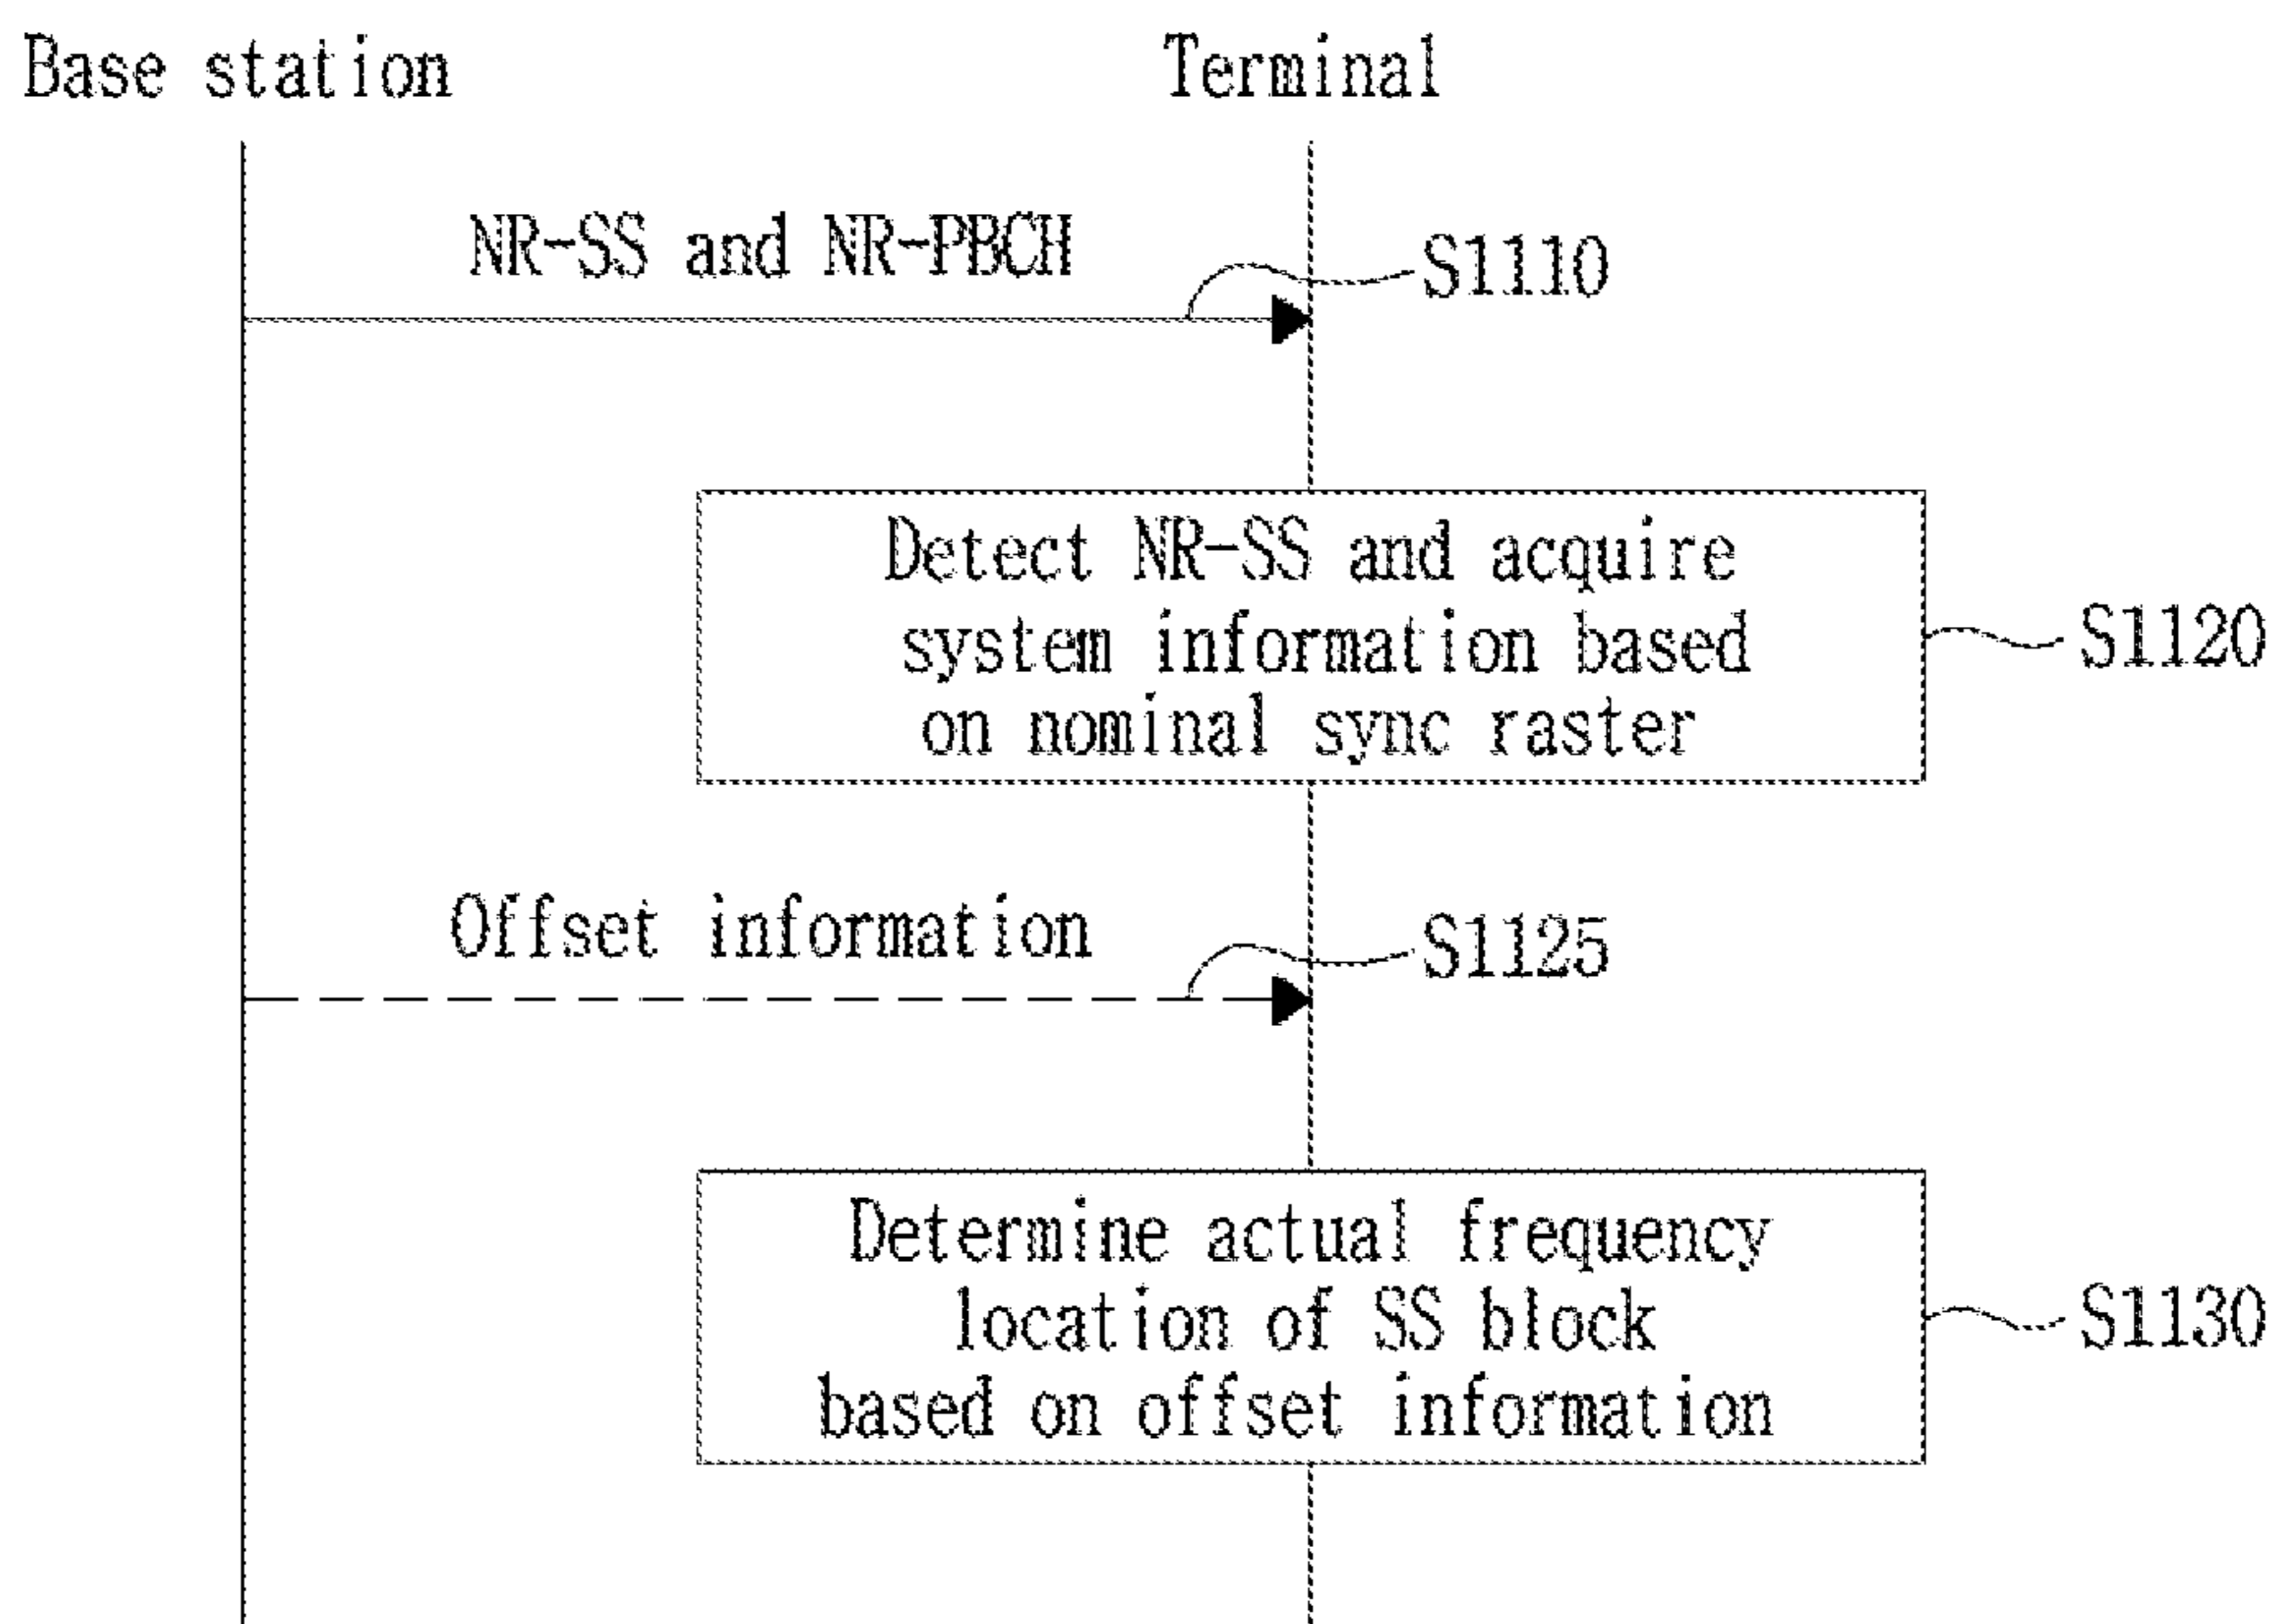 Base station
Terminal
NR-SS and NR-PBCH
S1110
Detect NR-SS and acquire
system information based
on nominal sync raster
S1120
Offset information
S1125
Determine actual frequency
location of SS block
based on offset information
S1130